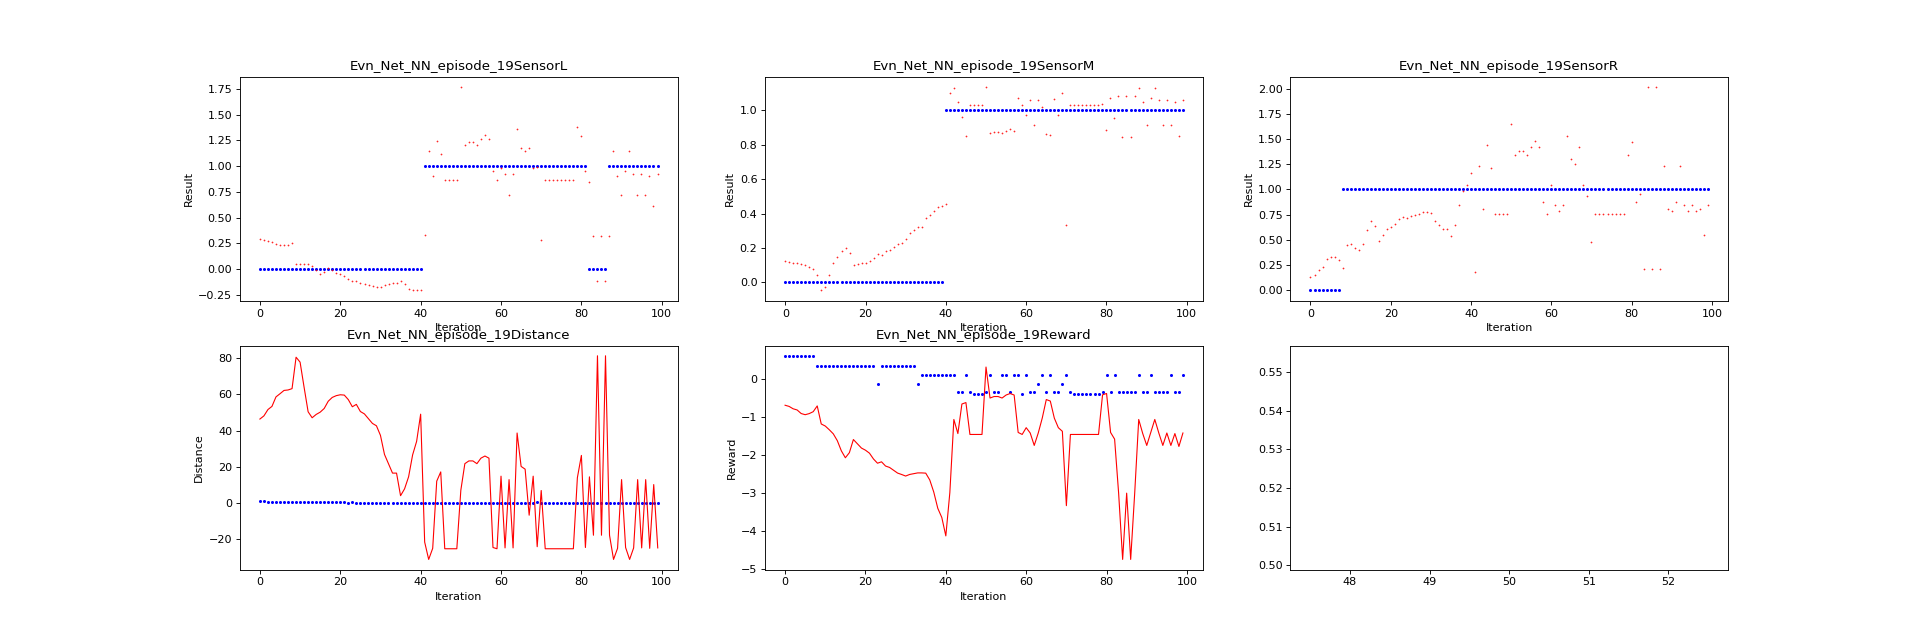 Evn_Net_NN_episode_19SensorL
Evn_Net_NN_episode_19SensorM
Evn_Net_NN_episode_19SensorR
Result
1.75
1.50
1.25
1.00
0.75
0.50
0.25
0.00
−0.25
0 20 40 60 80 100
Iteration
Result
1.0
0.8
0.6
0.4
0.2
0.0
0 20 40 60 80 100
Iteration
Result
2.00
1.75
1.50
1.25
1.00
0.75
0.50
0.25
0.00
0 20 40 60 80 100
Iteration
Evn_Net_NN_episode_19Distance
Evn_Net_NN_episode_19Reward
Distance
80
60
40
20
0
−20
0 20 40 60 80 100
Iteration
Reward
0
−1
−2
−3
−4
−5
0 20 40 60 80 100
Iteration
0.55
0.54
0.53
0.52
0.51
0.50
48 49 50 51 52